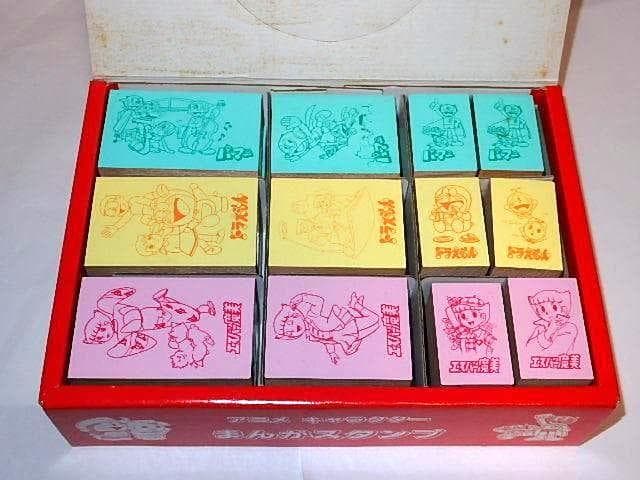 パーマン
パーマン
パーマン
パーマン
ドラえもん
ドラえもん
ドラえもん
ドラえもん
エスパー魔美
エスパー魔美
エスパー魔美
エスパー魔美
アニメ キャラクター
まんがスタンプ